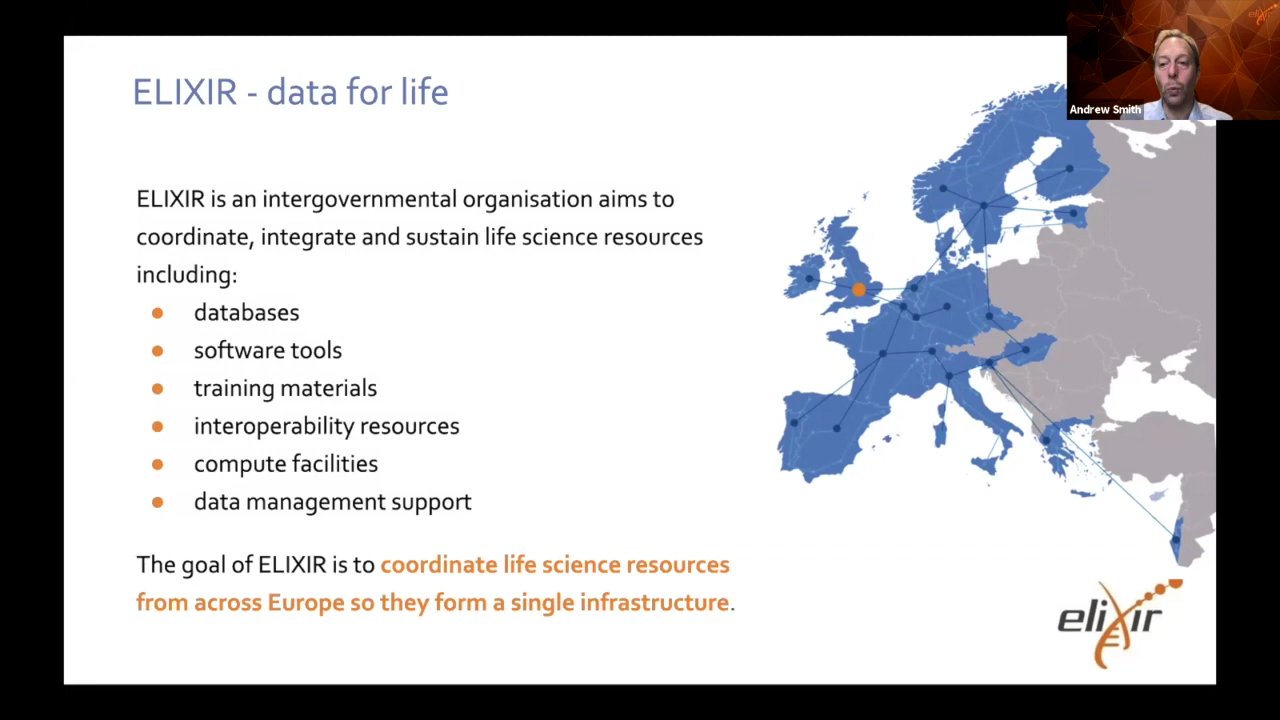 ELIXIR - data for life
elixir
Andrew Smith
ELIXIR is an intergovernmental organisation aims to
coordinate, integrate and sustain life science resources
including:
databases
software tools
training materials
interoperability resources
compute facilities
data management support
The goal of ELIXIR is to coordinate life science resources
from across Europe so they form a single infrastructure.
elixir